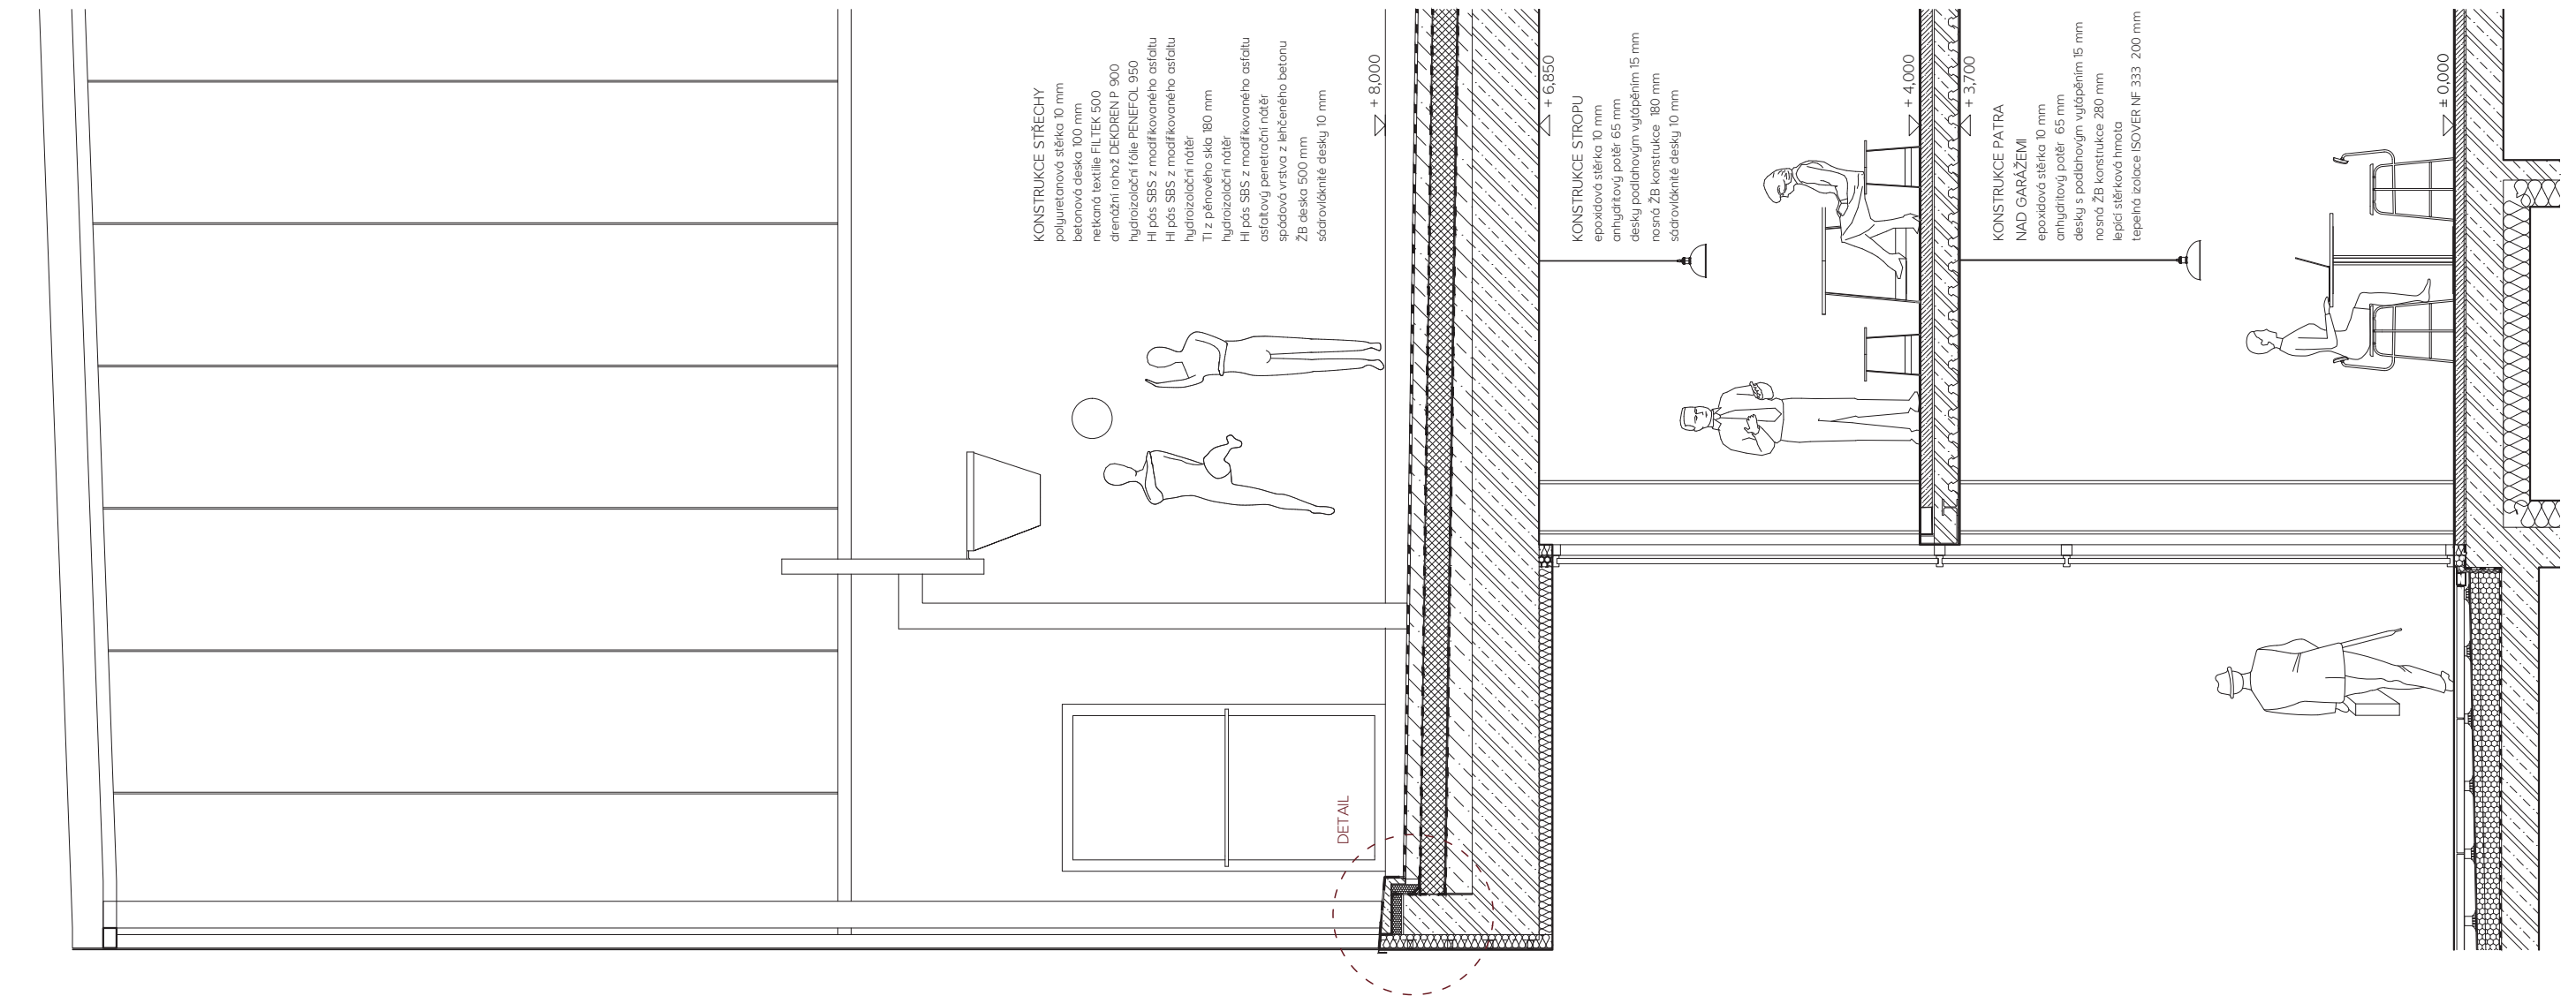 KONSTRUKCE STŘECHY
polyuretanová stěrka 10 mm
betonová deska 100 mm
netkaná textilie FILTEK 500
drenážní rohož DEKDREN P 900
hydroizolační fólie PENEFOL 950
HI pás SBS z modifikovaného asfaltu
HI pás SBS z modifikovaného asfaltu
hydroizolační nátěr
TI z pěnového skla 180 mm
hydroizolační nátěr
HI pás SBS z modifikovaného asfaltu
asfaltový penetrační nátěr
spádová vrstva z lehčeného betonu
ŽB deska 500 mm
sádrovláknité desky 10 mm
DETAIL
+ 8,000
+ 6,850
KONSTRUKCE STROPU
epoxidová stěrka 10 mm
anhydritový potěr 65 mm
desky podlahovým vytápěním 15 mm
nosná ŽB konstrukce 180 mm
sádrovláknité desky 10 mm
+ 4,000
+ 3,700
KONSTRUKCE PATRA
NAD GARÁŽEMI
epoxidová stěrka 10 mm
anhydritový potěr 65 mm
desky s podlahovým vytápěním 15 mm
nosná ŽB konstrukce 280 mm
lepící stěrková hmota
tepelná izolace ISOVER NF 333 200 mm
± 0,000